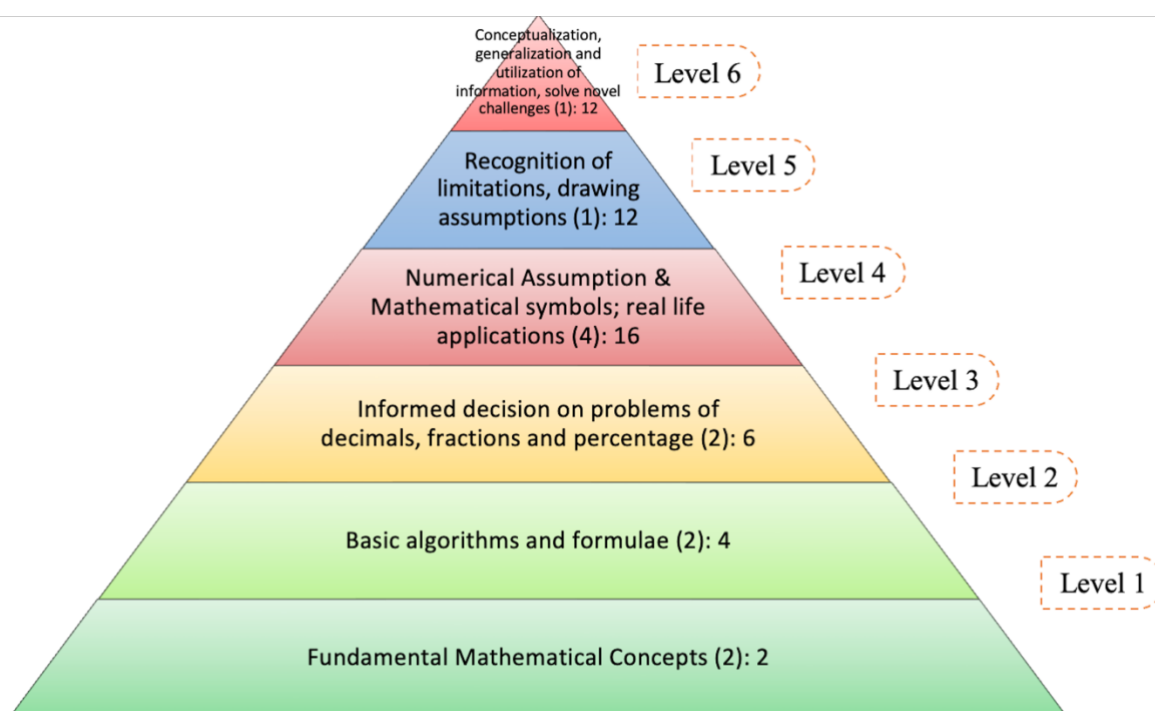 Conceptualization,
generalization and
utilization of
information, solve novel
challenges (1): 12
Level 6
Recognition of
limitations, drawing
assumptions (1): 12
Level 5
Numerical Assumption &
Mathematical symbols; real life
applications (4): 16
Level 4
Informed decision on problems of
decimals, fractions and percentage (2): 6
Level 3
Basic algorithms and formulae (2): 4
Level 2
Fundamental Mathematical Concepts (2): 2
Level 1